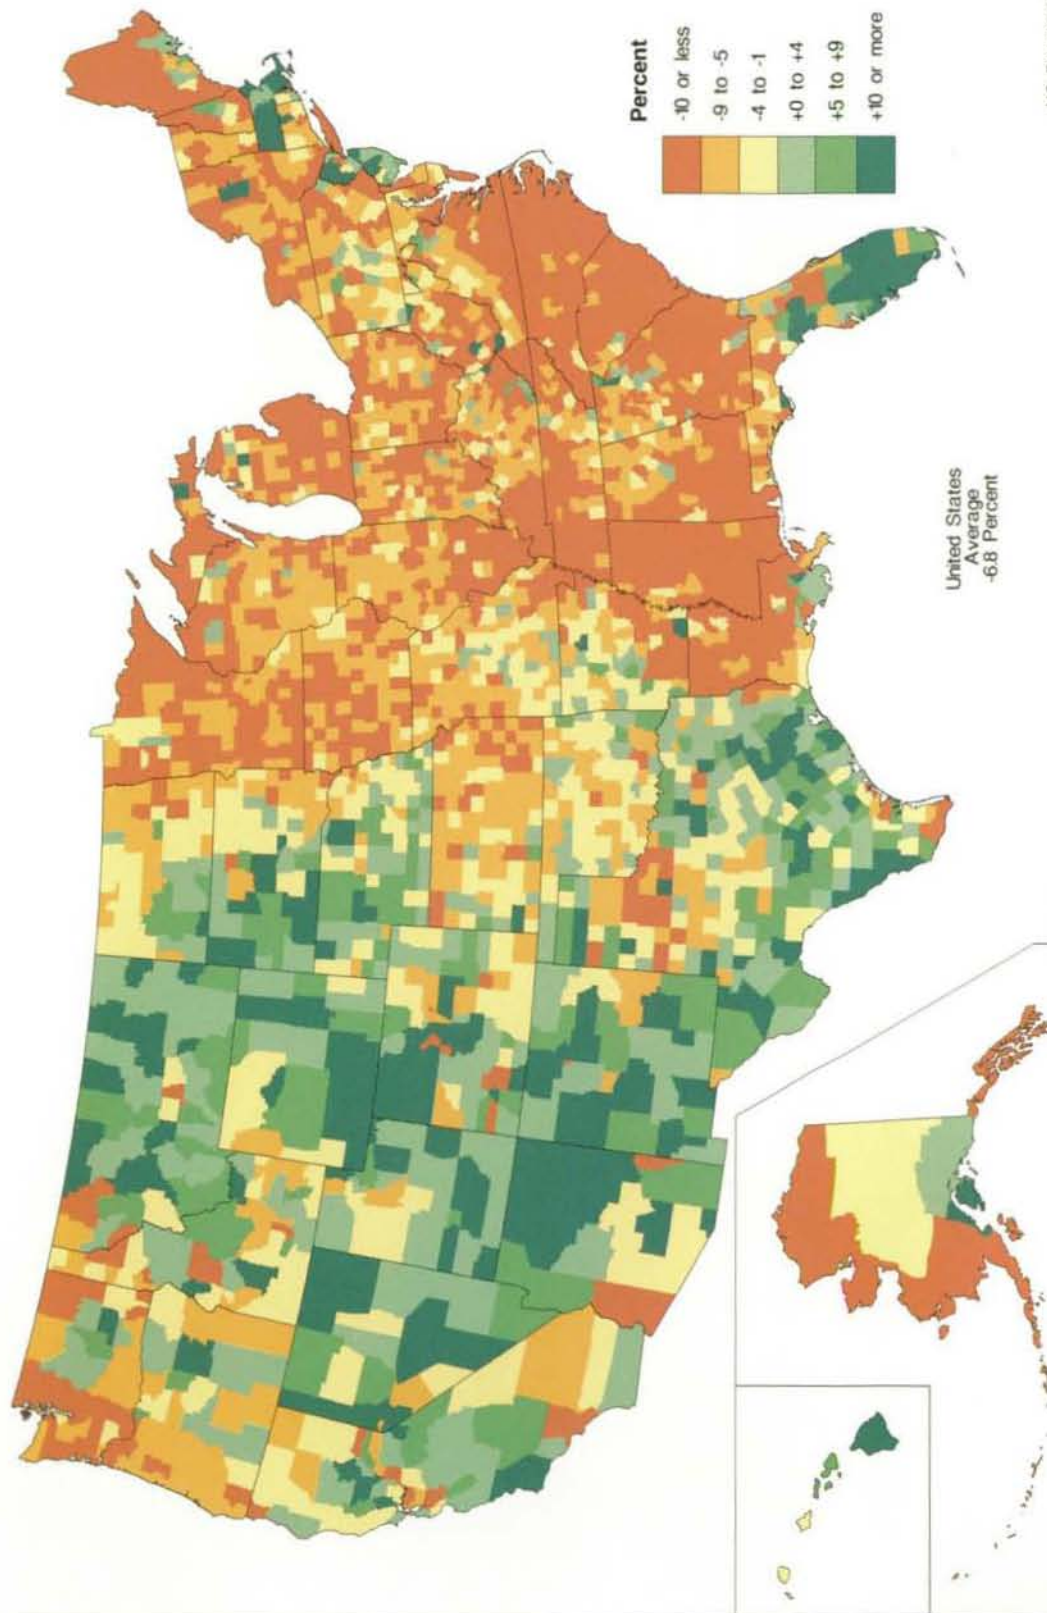 Percent
-10 or less
-9 to -5
-4 to -1
+0 to +4
+5 to +9
+10 or more
United States
Average
-6.8 Percent